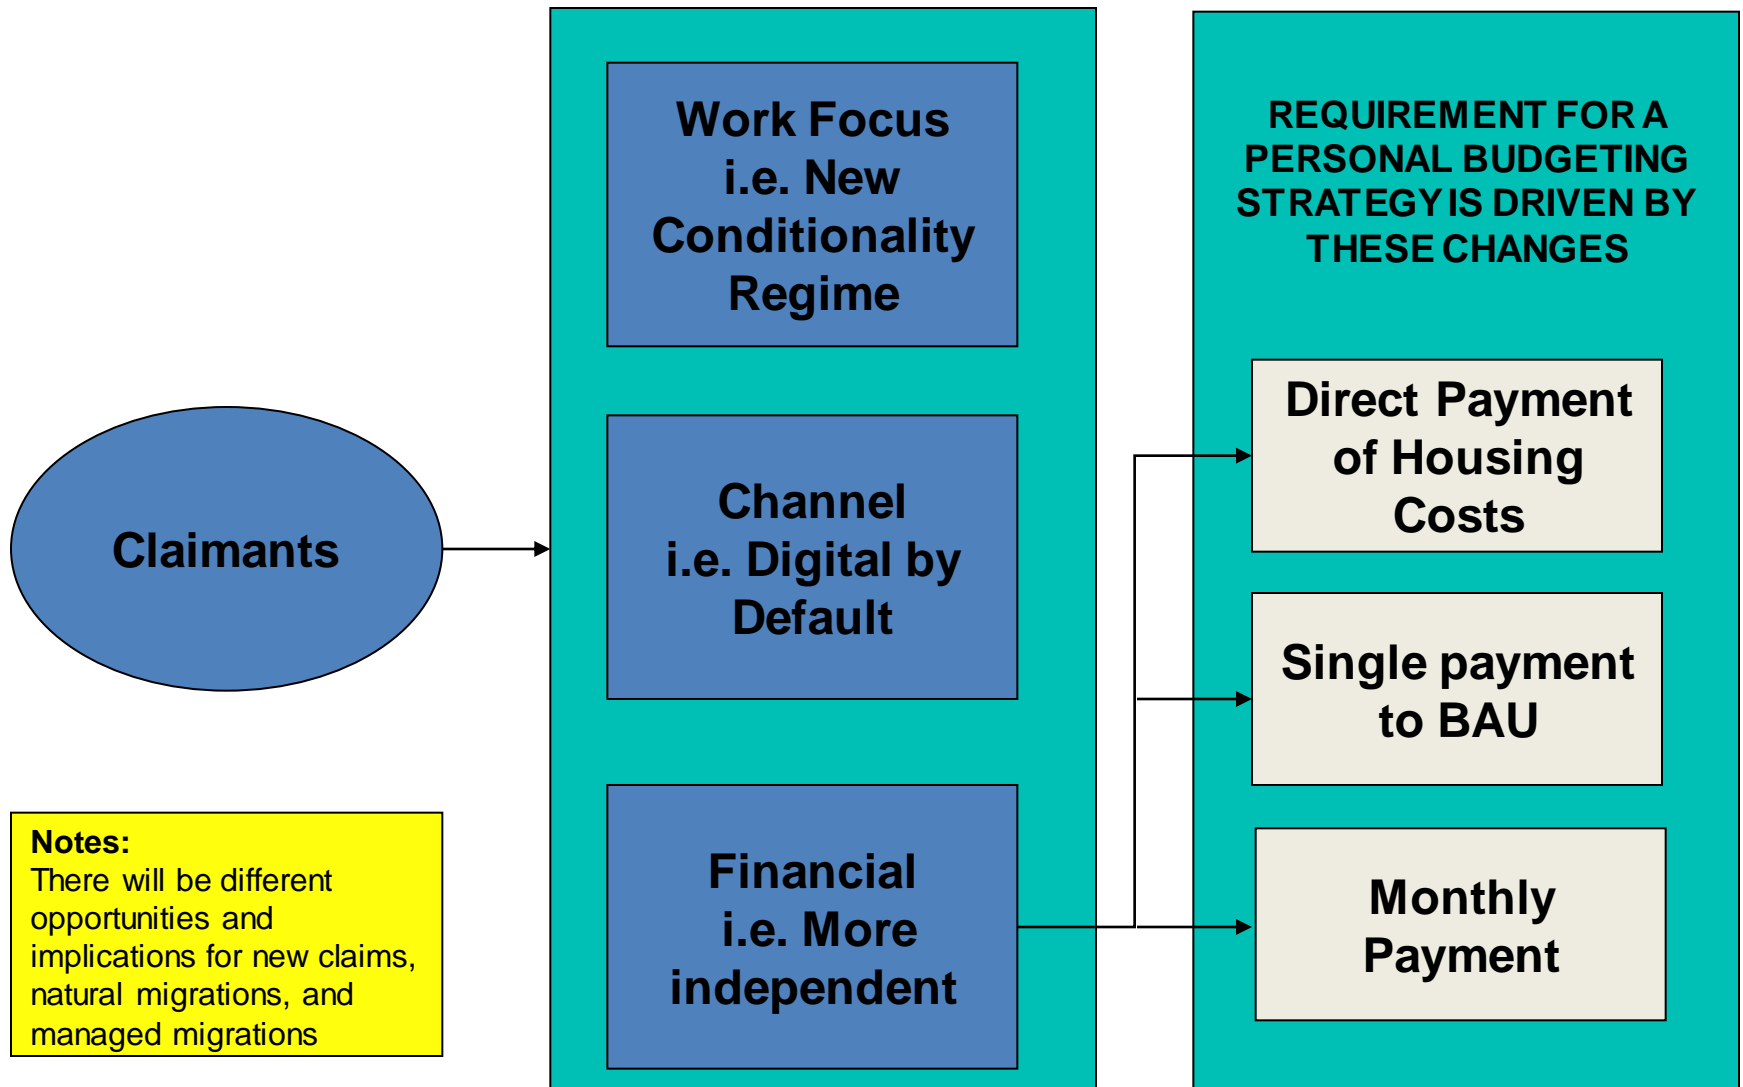 Claimants
Notes:
There will be different
opportunities and
implications for new claims,
natural migrations, and
managed migrations
Work Focus
i.e. New
Conditionality
Regime
Channel
i.e. Digital by
Default
Financial
i.e. More
independent
REQUIREMENT FOR A
PERSONAL BUDGETING
STRATEGY IS DRIVEN BY
THESE CHANGES
Direct Payment
of Housing
Costs
Single payment
to BAU
Monthly
Payment